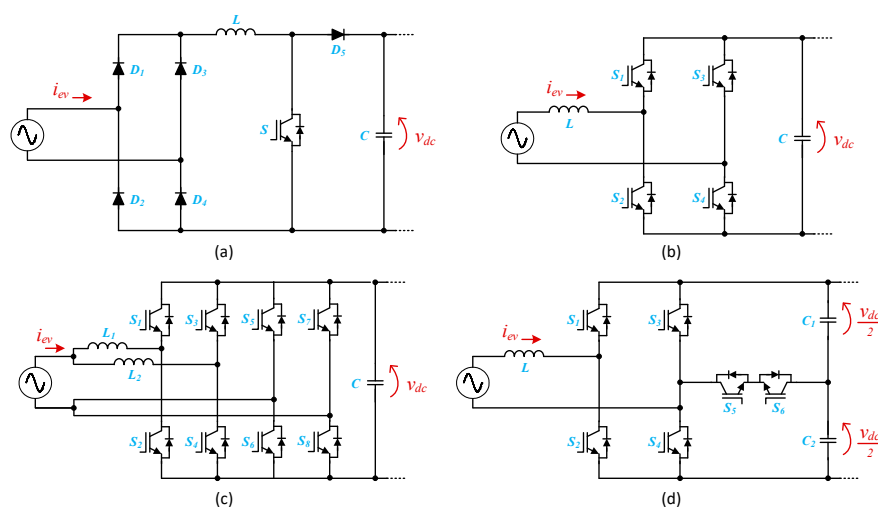 L
D1
D3
D5
iev
S
C
vdc
D2
D4
(a)
S1
S3
iev
L
C
vdc
S2
S4
(b)
S1
S3
S5
S7
iev
L1
L2
C
vdc
S2
S4
S6
S8
(c)
S1
S3
C1
vdc
2
iev
L
S5
S6
S2
S4
C2
vdc
2
(d)